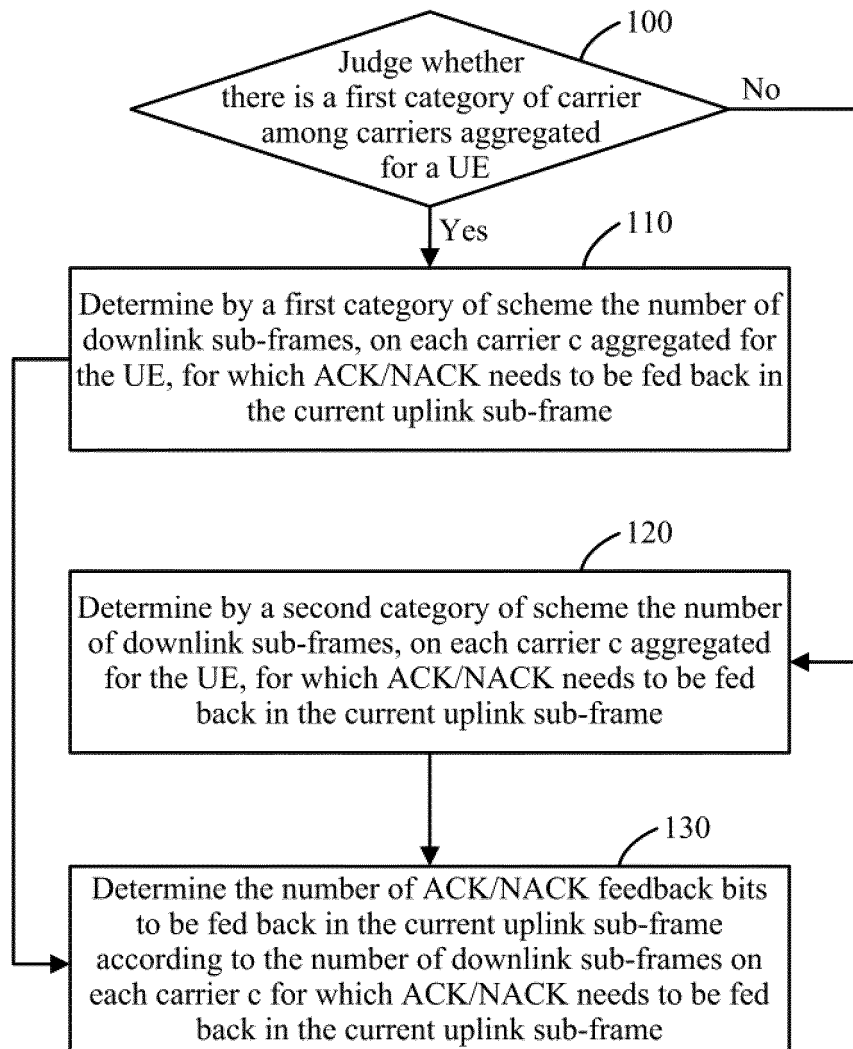 100
Judge whether
there is a first category of carrier
among carriers aggregated
for a UE
No
Yes
110
Determine by a first category of scheme the number of
downlink sub-frames, on each carrier c aggregated for
the UE, for which ACK/NACK needs to be fed back in
the current uplink sub-frame
120
Determine by a second category of scheme the number
of downlink sub-frames, on each carrier c aggregated
for the UE, for which ACK/NACK needs to be fed
back in the current uplink sub-frame
130
Determine the number of ACK/NACK feedback bits
to be fed back in the current uplink sub-frame
according to the number of downlink sub-frames on
each carrier c for which ACK/NACK needs to be fed
back in the current uplink sub-frame